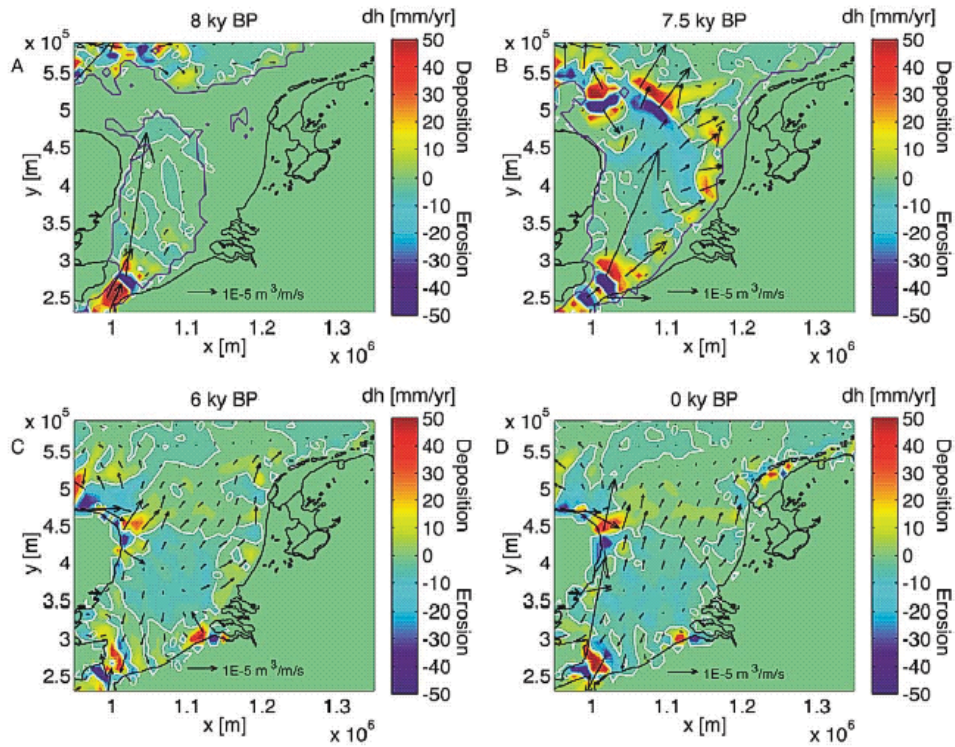 8 ky BP
dh [mm/yr]
x 10^5
A
5.5
5
4.5
4
3.5
3
2.5
y [m]
1E-5 m^3/m/s
1 1.1 1.2 1.3
x [m]
x 10^6
50
40
30
20
10
0
-10
-20
-30
-40
-50
Deposition
Erosion
7.5 ky BP
dh [mm/yr]
x 10^5
B
5.5
5
4.5
4
3.5
3
2.5
y [m]
1E-5 m^3/m/s
1 1.1 1.2 1.3
x [m]
x 10^6
50
40
30
20
10
0
-10
-20
-30
-40
-50
Deposition
Erosion
6 ky BP
dh [mm/yr]
x 10^5
C
5.5
5
4.5
4
3.5
3
2.5
y [m]
1E-5 m^3/m/s
1 1.1 1.2 1.3
x [m]
x 10^6
50
40
30
20
10
0
-10
-20
-30
-40
-50
Deposition
Erosion
0 ky BP
dh [mm/yr]
x 10^5
D
5.5
5
4.5
4
3.5
3
2.5
y [m]
1E-5 m^3/m/s
1 1.1 1.2 1.3
x [m]
x 10^6
50
40
30
20
10
0
-10
-20
-30
-40
-50
Deposition
Erosion